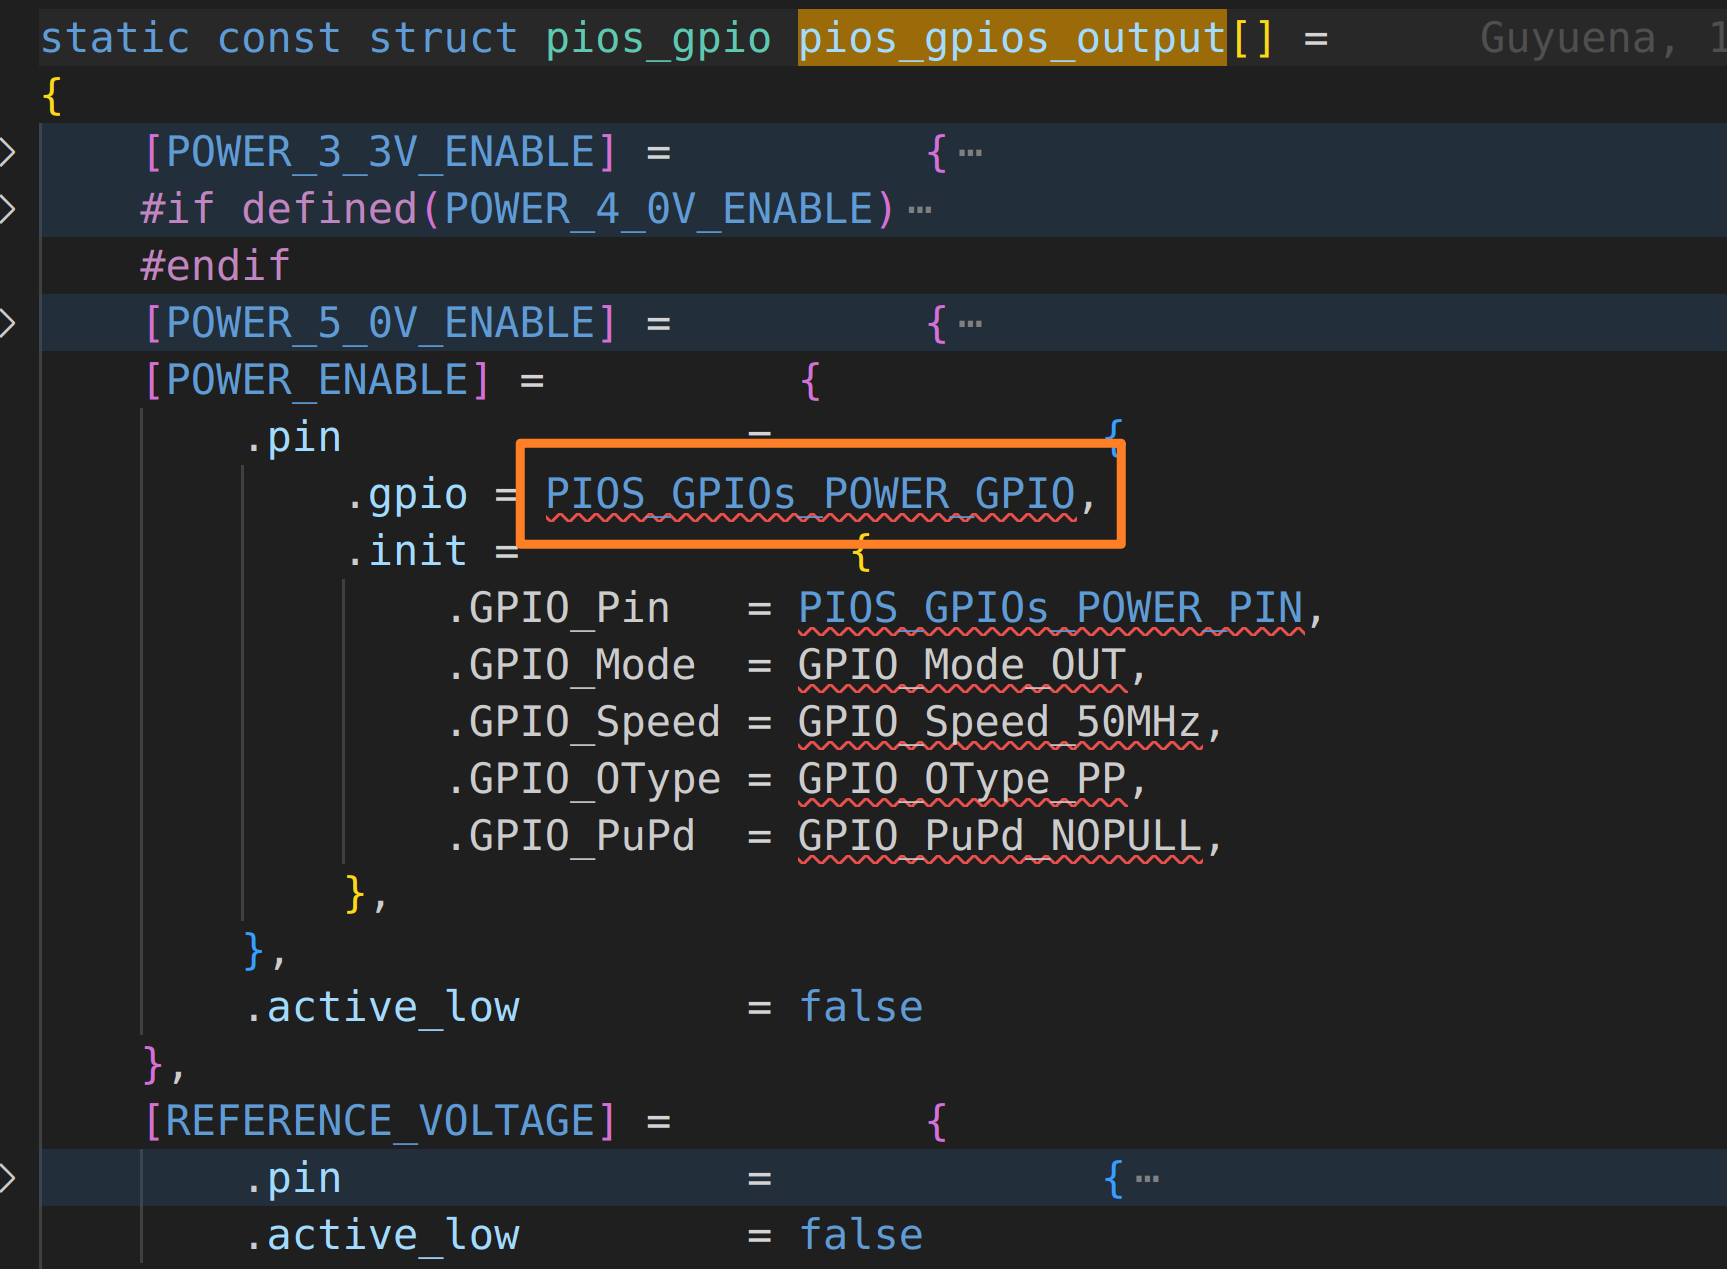 static const struct pios_gpio pios_gpios_output[] = Guyuena, 1
{
[POWER_3_3V_ENABLE] = { ⋯
#if defined(POWER_4_0V_ENABLE) ⋯
#endif
[POWER_5_0V_ENABLE] = { ⋯
[POWER_ENABLE] = {
.pin = {
.gpio = PIOS_GPIOs_POWER_GPIO,
.init = {
.GPIO_Pin = PIOS_GPIOs_POWER_PIN,
.GPIO_Mode = GPIO_Mode_OUT,
.GPIO_Speed = GPIO_Speed_50MHz,
.GPIO_OType = GPIO_OType_PP,
.GPIO_PuPd = GPIO_PuPd_NOPULL,
},
},
.active_low = false
},
[REFERENCE_VOLTAGE] = {
.pin = { ⋯
.active_low = false